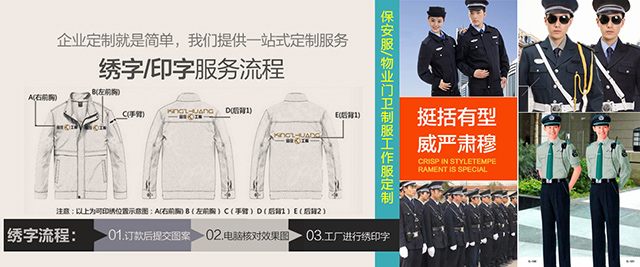 企业定制就是简单，我们提供一站式定制服务
绣字/印字服务流程
A(右前胸)
B(左前胸)
C(手臂)
D(后背1)
E(后背2)
KINGZHUANG
KINGZHUANG
工服
注意：以上为可印绣位置示意图：A(右前胸) B ( 左前胸 ) C ( 手臂 ) D ( 后背1 ) E ( 后背2 )
绣字流程：
01.订款后提交图案
02.电脑核对效果图
03.工厂进行绣印字
保安服/物业门卫制服工作服定制
挺括有型
威严肃穆
CRISP IN STYLETEMPE
RAMENT IS SPECIAL